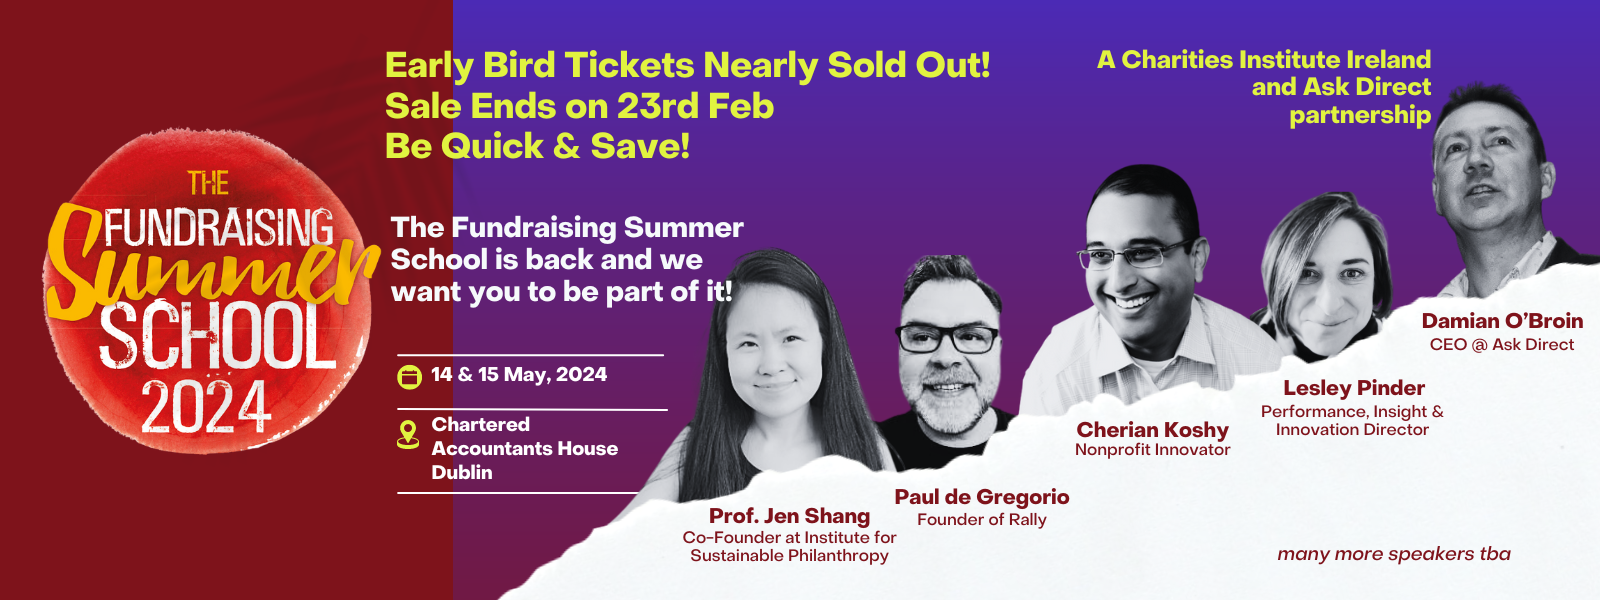 THE
FUNDRAISING
Summer
SCHOOL
2024
Early Bird Tickets Nearly Sold Out!
Sale Ends on 23rd Feb
Be Quick & Save!
The Fundraising Summer
School is back and we
want you to be part of it!
14 & 15 May, 2024
Chartered
Accountants House
Dublin
A Charities Institute Ireland
and Ask Direct
partnership
Prof. Jen Shang
Co-Founder at Institute for
Sustainable Philanthropy
Paul de Gregorio
Founder of Rally
Cherian Koshy
Nonprofit Innovator
Lesley Pinder
Performance, Insight &
Innovation Director
Damian O'Broin
CEO @ Ask Direct
many more speakers tba